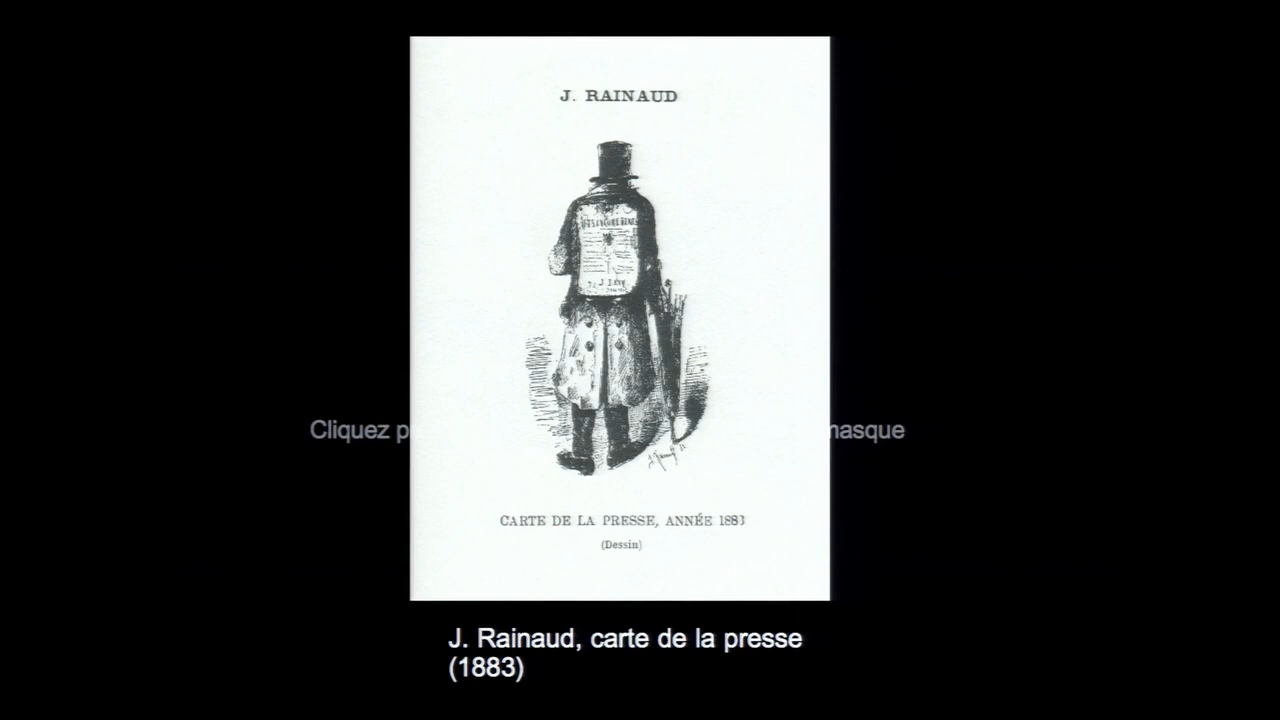 J. RAINAUD
Cliquez p
masque
CARTE DE LA PRESSE, ANNÉE 1883
(Dessin)
J. Rainaud, carte de la presse
(1883)